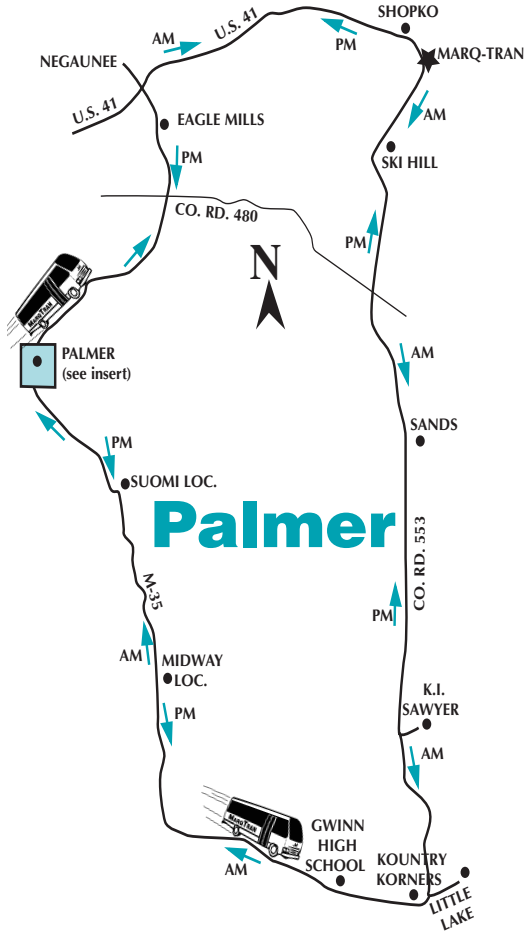 SHOPKO
U.S. 41
AM
PM
MARQ-TRAN
NEGAUNEE
U.S. 41
EAGLE MILLS
AM
PM
SKI HILL
CO. RD. 480
PM
N
MARQTRAN
PALMER
(see insert)
AM
SANDS
PM
SUOMI LOC.
Palmer
CO. RD. 553
M-35
PM
AM
MIDWAY
LOC.
PM
K.I.
SAWYER
AM
MARQTRAN
GWINN
HIGH
SCHOOL
KOUNTRY
KORNERS
AM
LITTLE
LAKE